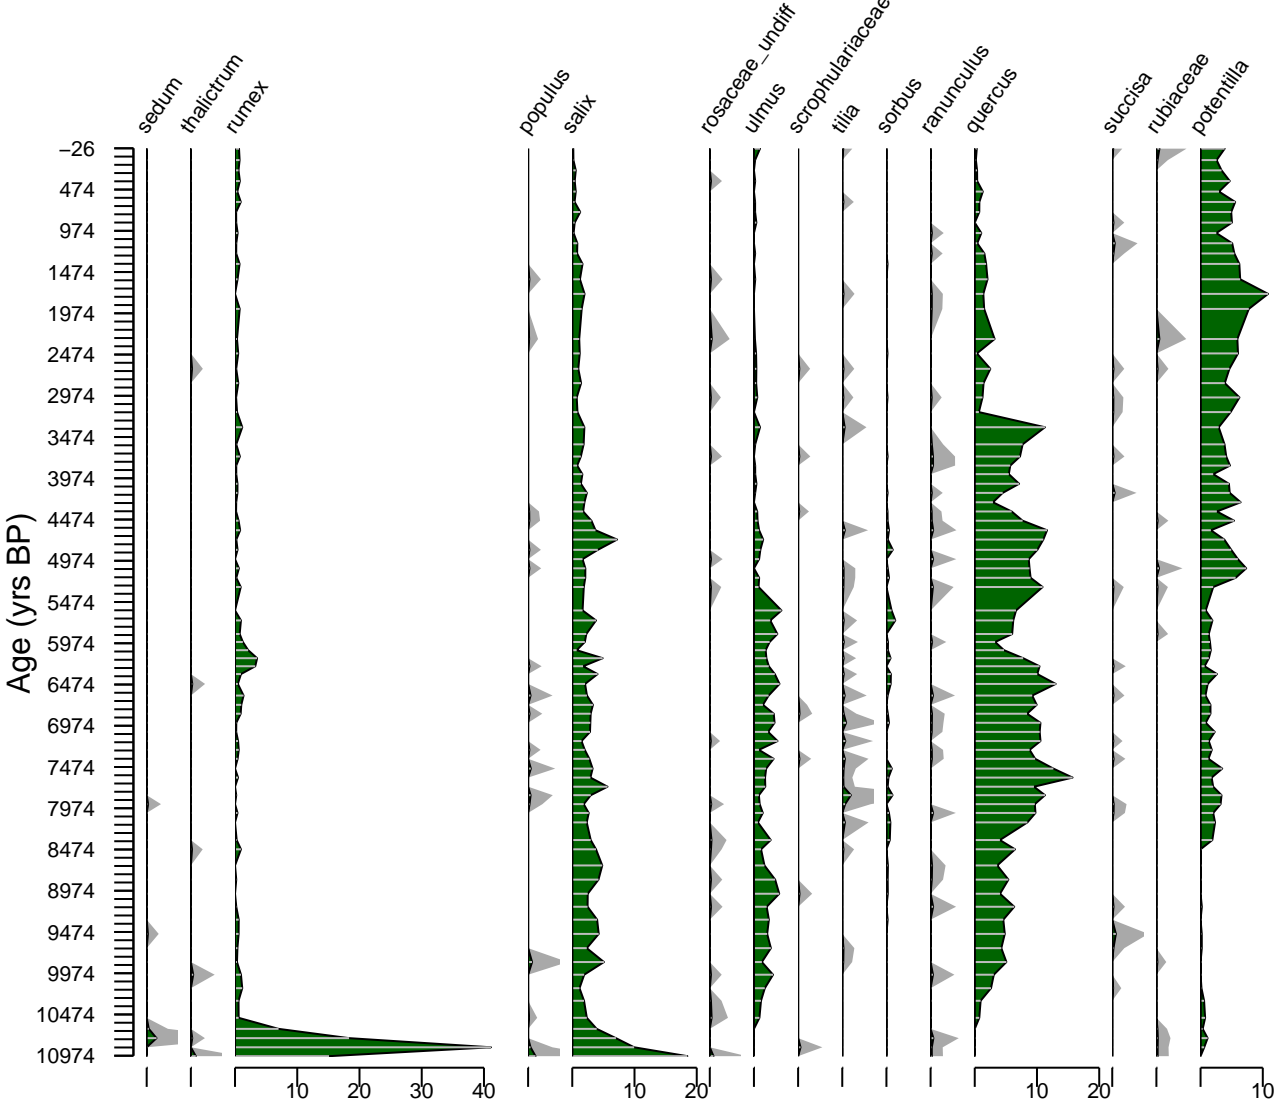 sedum
thalictrum
rumex
populus
salix
rosaceae_undiff
ulmus
scrophulariaceae
tilia
sorbus
ranunculus
quercus
succisa
rubiaceae
potentilla
Age (yrs BP)
−26
474
974
1474
1974
2474
2974
3474
3974
4474
4974
5474
5974
6474
6974
7474
7974
8474
8974
9474
9974
10474
10974
10 20 30 40 10 20 10 20 10